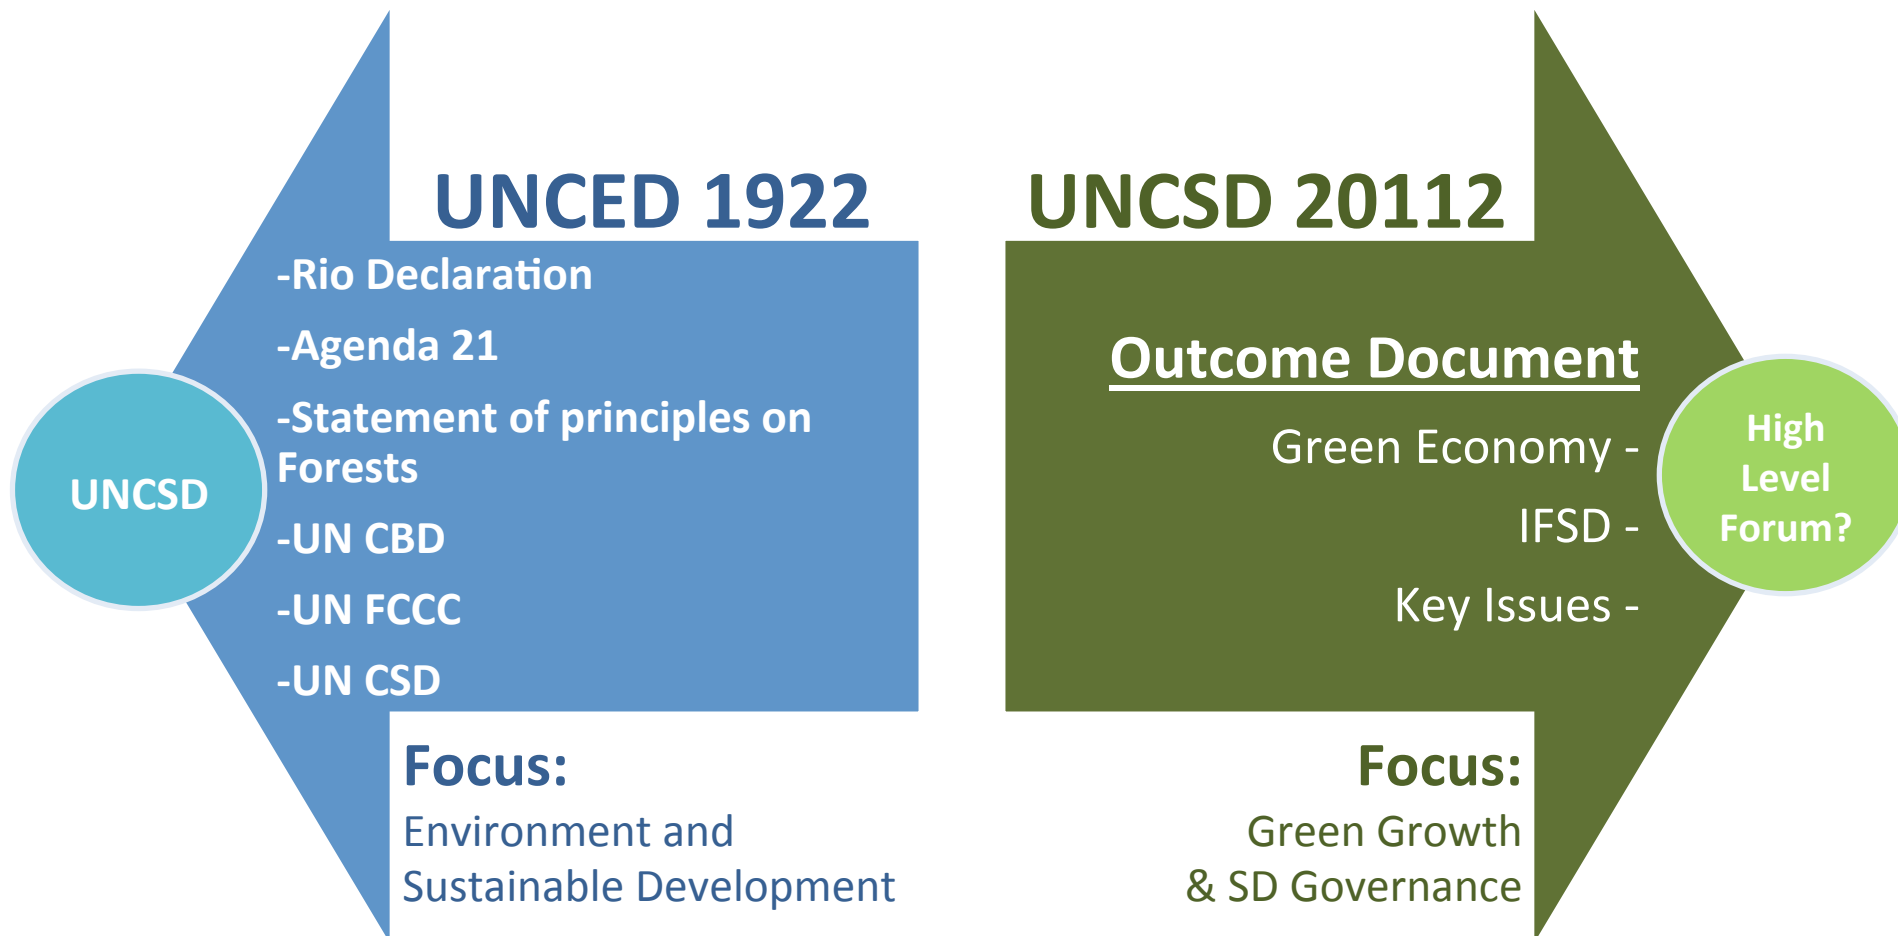 UNCED 1922
-Rio Declaration
-Agenda 21
-Statement of principles on
Forests
-UN CBD
-UN FCCC
-UN CSD
UNCSD
Focus:
Environment and
Sustainable Development
UNCSD 20112
Outcome Document
Green Economy -
IFSD -
Key Issues -
High
Level
Forum?
Focus:
Green Growth
& SD Governance